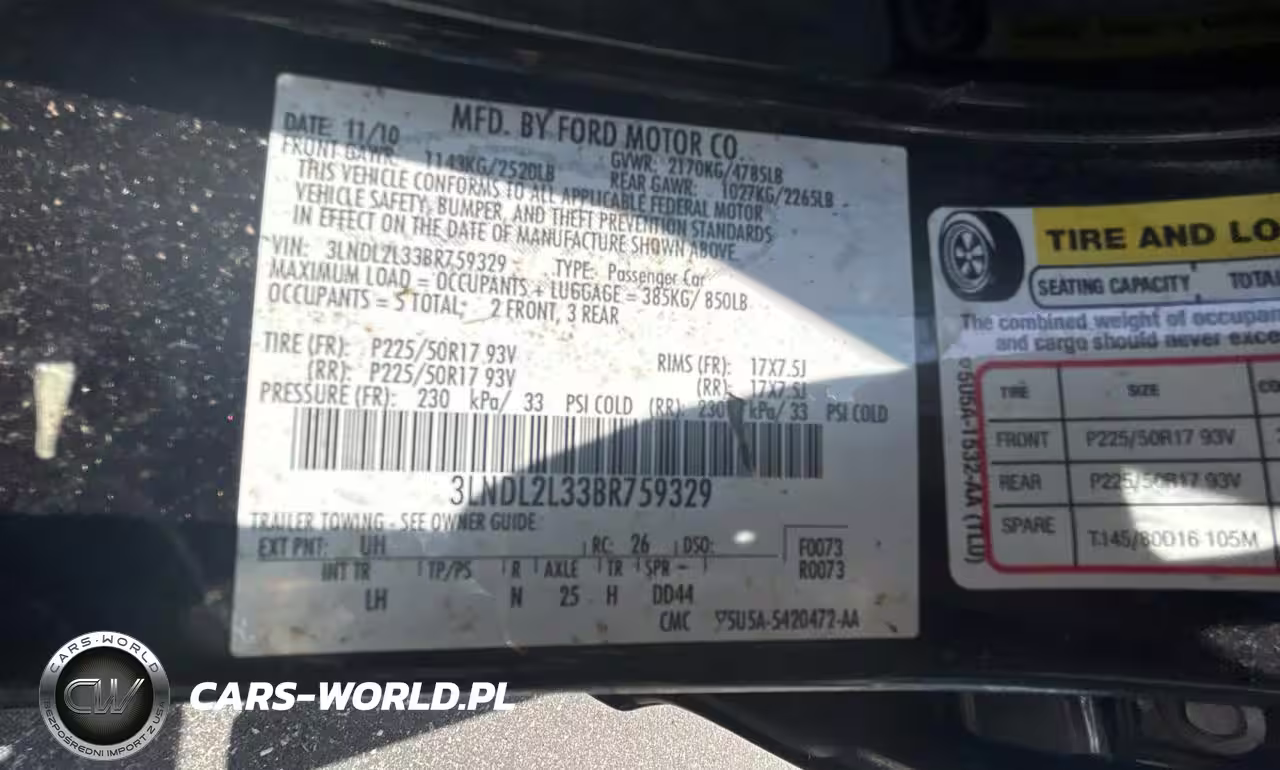 MFD. BY FORD MOTOR CO
DATE: 11/10
GVWR: 2170KG/4785LB
FRONT GAWR: 1143KG/2520LB
REAR GAWR: 1027KG/2265LB
THIS VEHICLE CONFORMS TO ALL APPLICABLE FEDERAL MOTOR
VEHICLE SAFETY, BUMPER, AND THEFT PREVENTION STANDARDS
IN EFFECT ON THE DATE OF MANUFACTURE SHOWN ABOVE
VIN: 3LNDL2L33BR759329 TYPE: Passenger Car
MAXIMUM LOAD = OCCUPANTS + LUGGAGE = 385KG/ 850LB
OCCUPANTS = 5 TOTAL; 2 FRONT, 3 REAR
TIRE (FR): P225/50R17 93V RIMS (FR): 17X7.5J
(RR): P225/50R17 93V (RR): 17X7.5J
PRESSURE (FR): 230 kPa/ 33 PSI COLD (RR): 230 kPa/ 33 PSI COLD
3LNDL2L33BR759329
TRAILER TOWING - SEE OWNER GUIDE
EXT PNT: UH RC: 26 DSO: F0073
INT TR TP/PS R AXLE TR SPR R0073
LH N 25 H DD44
CMC 5U5A-5420472-AA
TIRE AND LO
SEATING CAPACITY TOTA
The combined weight of occupan
and cargo should never exce
TIRE SIZE CO
FRONT P225/50R17 93V
REAR P225/50R17 93V
SPARE T145/80D16 105M
5U5A-1532-AA (TLD)
CARS-WORLD
CW
BEZPOŚREDNI IMPORT Z USA
CARS-WORLD.PL